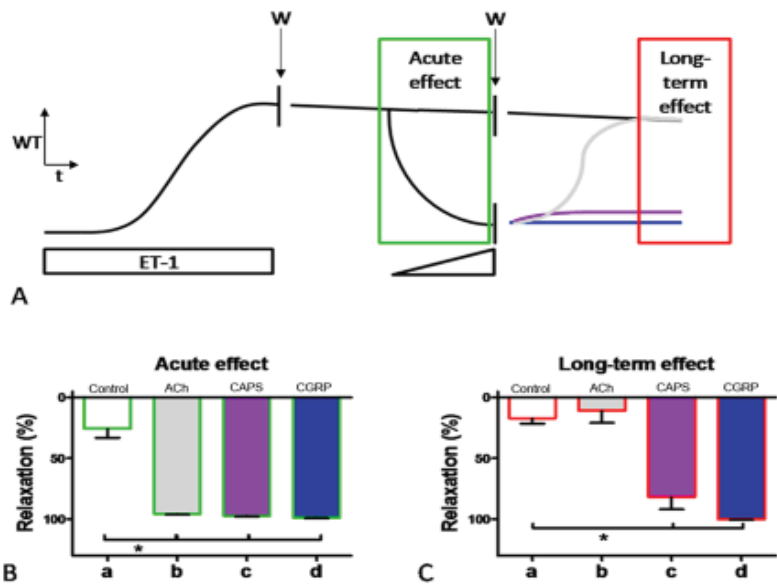 W
W
Acute
effect
Long-
term
effect
WT
t
ET-1
A
Acute effect
Control
ACh
CAPS
CGRP
0
50
100
Relaxation (%)
*
a
b
c
d
B
Long-term effect
Control
ACh
CAPS
CGRP
0
50
100
Relaxation (%)
*
a
b
c
d
C